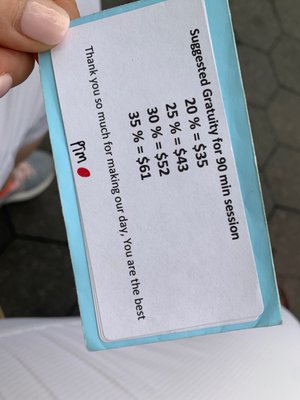 Suggested Gratuity for 90 min session
20 % = $35
25 % = $43
30 % = $52
35 % = $61
Thank you so much for making our day, You are the best
Pim